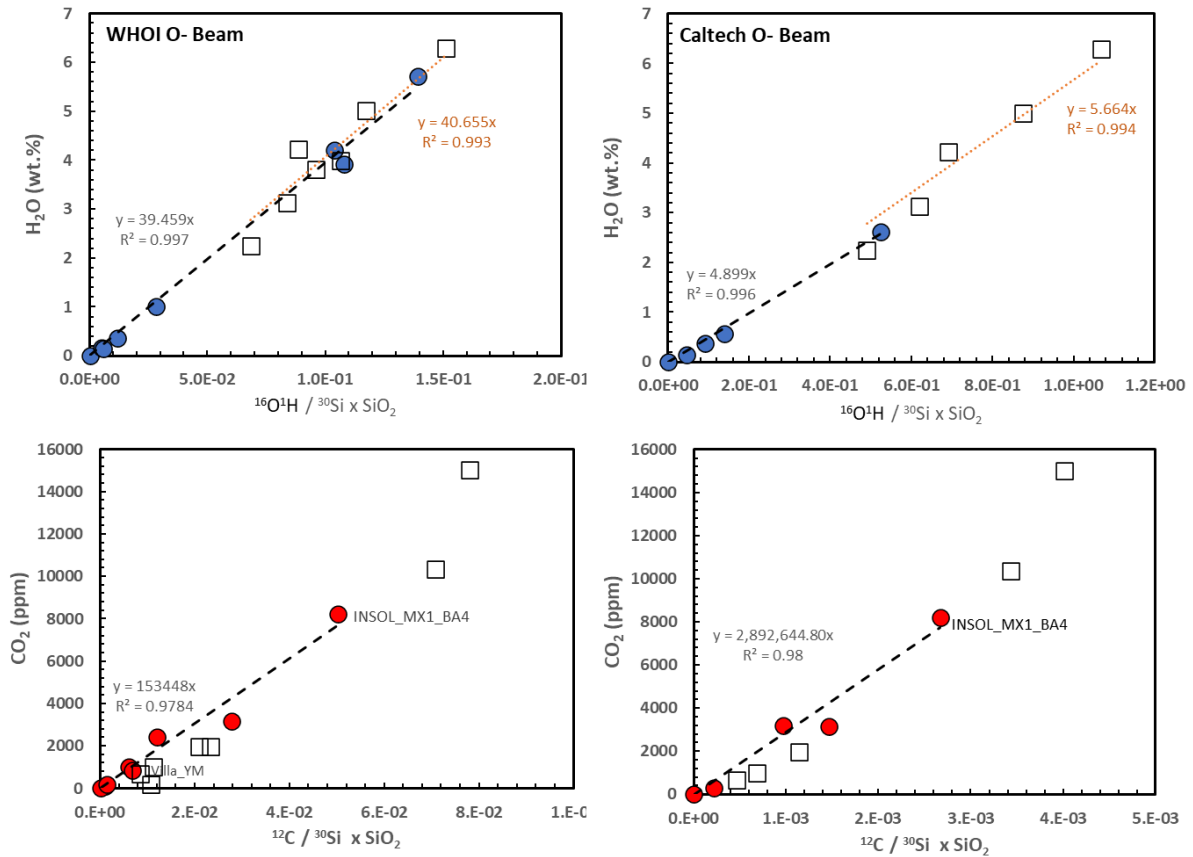 WHOI O- Beam
H₂O (wt.%)
7
6
5
4
3
2
1
0
y = 40.655x
R² = 0.993
y = 39.459x
R² = 0.997
0.0E+00
5.0E-02
1.0E-01
1.5E-01
2.0E-01
¹⁶O¹H / ³⁰Si x SiO₂
Caltech O- Beam
H₂O (wt.%)
7
6
5
4
3
2
1
0
y = 5.664x
R² = 0.994
y = 4.899x
R² = 0.996
0.0E+00
2.0E-01
4.0E-01
6.0E-01
8.0E-01
1.0E+00
1.2E+00
¹⁶O¹H / ³⁰Si x SiO₂
CO₂ (ppm)
16000
14000
12000
10000
8000
6000
4000
2000
0
INSOL_MX1_BA4
y = 153448x
R² = 0.9784
Villa_YM
0.E+00
2.E-02
4.E-02
6.E-02
8.E-02
¹²C / ³⁰Si x SiO₂
CO₂ (ppm)
16000
14000
12000
10000
8000
6000
4000
2000
0
INSOL_MX1_BA4
y = 2,892,644.80x
R² = 0.98
0.E+00
1.E-03
2.E-03
3.E-03
4.E-03
5.E-03
¹²C / ³⁰Si x SiO₂